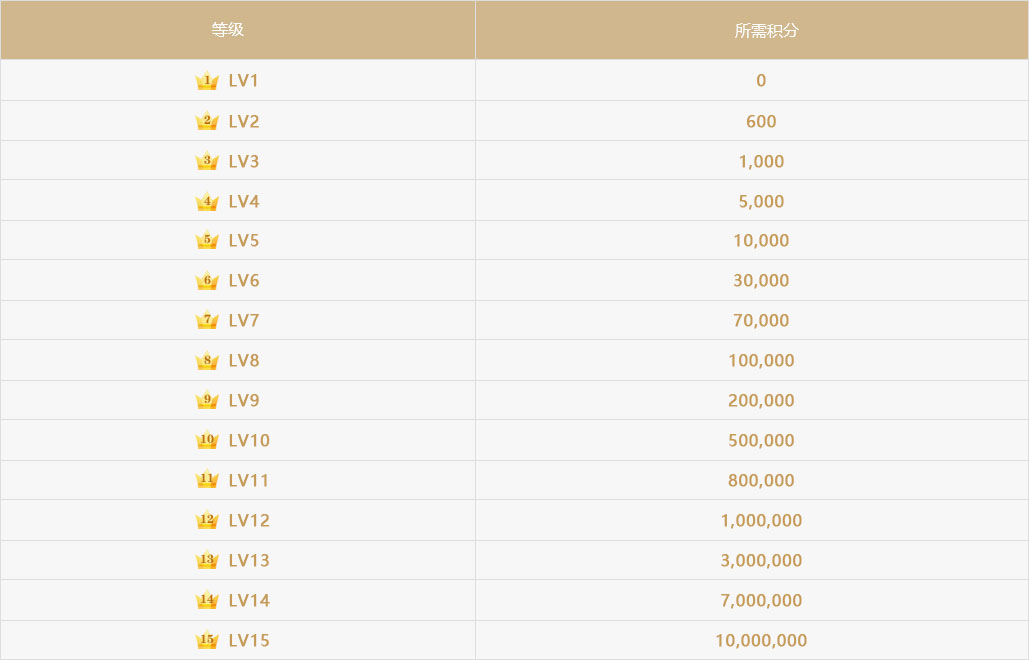 等级 所需积分
1 LV1 0
2 LV2 600
3 LV3 1,000
4 LV4 5,000
5 LV5 10,000
6 LV6 30,000
7 LV7 70,000
8 LV8 100,000
9 LV9 200,000
10 LV10 500,000
11 LV11 800,000
12 LV12 1,000,000
13 LV13 3,000,000
14 LV14 7,000,000
15 LV15 10,000,000